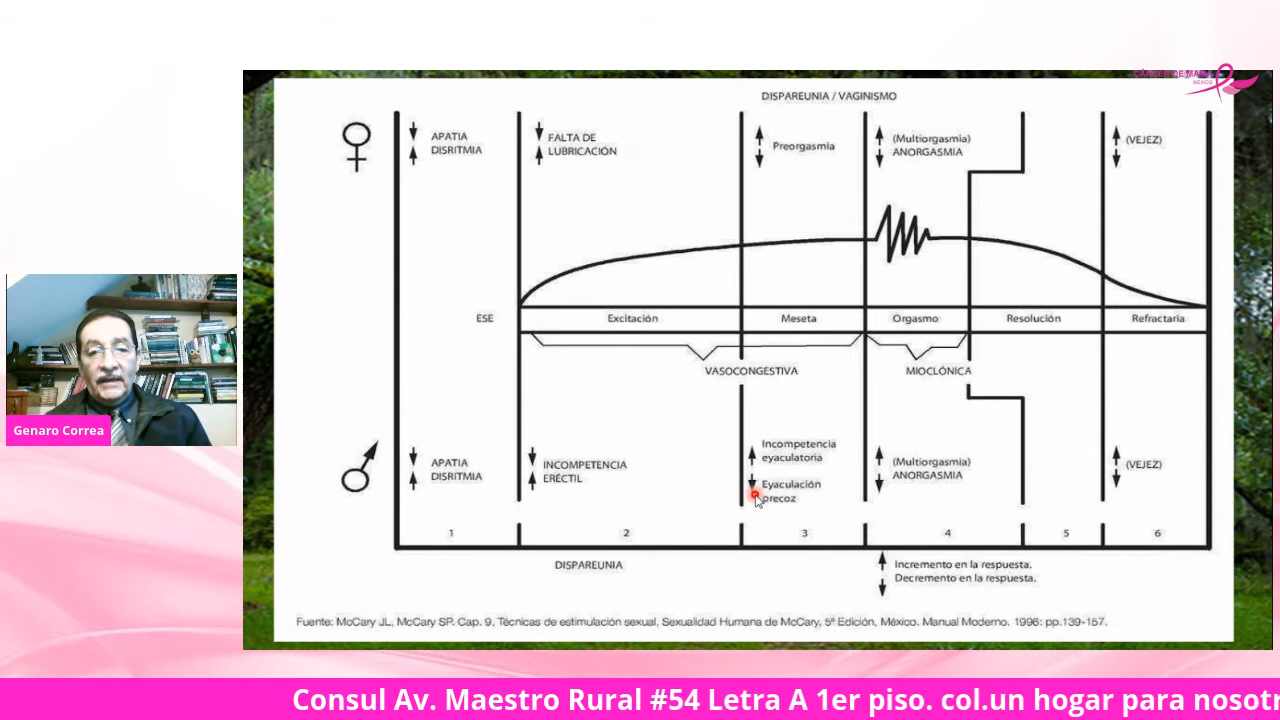 CÁNCER DE MAMA
MÉXICO
DISPAREUNIA / VAGINISMO
APATIA
DISRITMIA
FALTA DE
LUBRICACIÓN
Preorgasmia
(Multiorgasmia)
ANORGASMIA
(VEJEZ)
ESE
Excitación
Meseta
Orgasmo
Resolución
Refractaria
VASOCONGESTIVA
MIOCLÓNICA
Genaro Correa
APATIA
DISRITMIA
INCOMPETENCIA
ERÉCTIL
Incompetencia
eyaculatoria
Eyaculación
precoz
(Multiorgasmia)
ANORGASMIA
(VEJEZ)
1 2 3 4 5 6
DISPAREUNIA
Incremento en la respuesta.
Decremento en la respuesta.
Fuente: McCary JL, McCary SP. Cap. 9, Técnicas de estimulación sexual, Sexualidad Humana de McCary, 5ª Edición, México. Manual Moderno. 1996: pp.139-157.
Consul Av. Maestro Rural #54 Letra A 1er piso. col.un hogar para nosotr